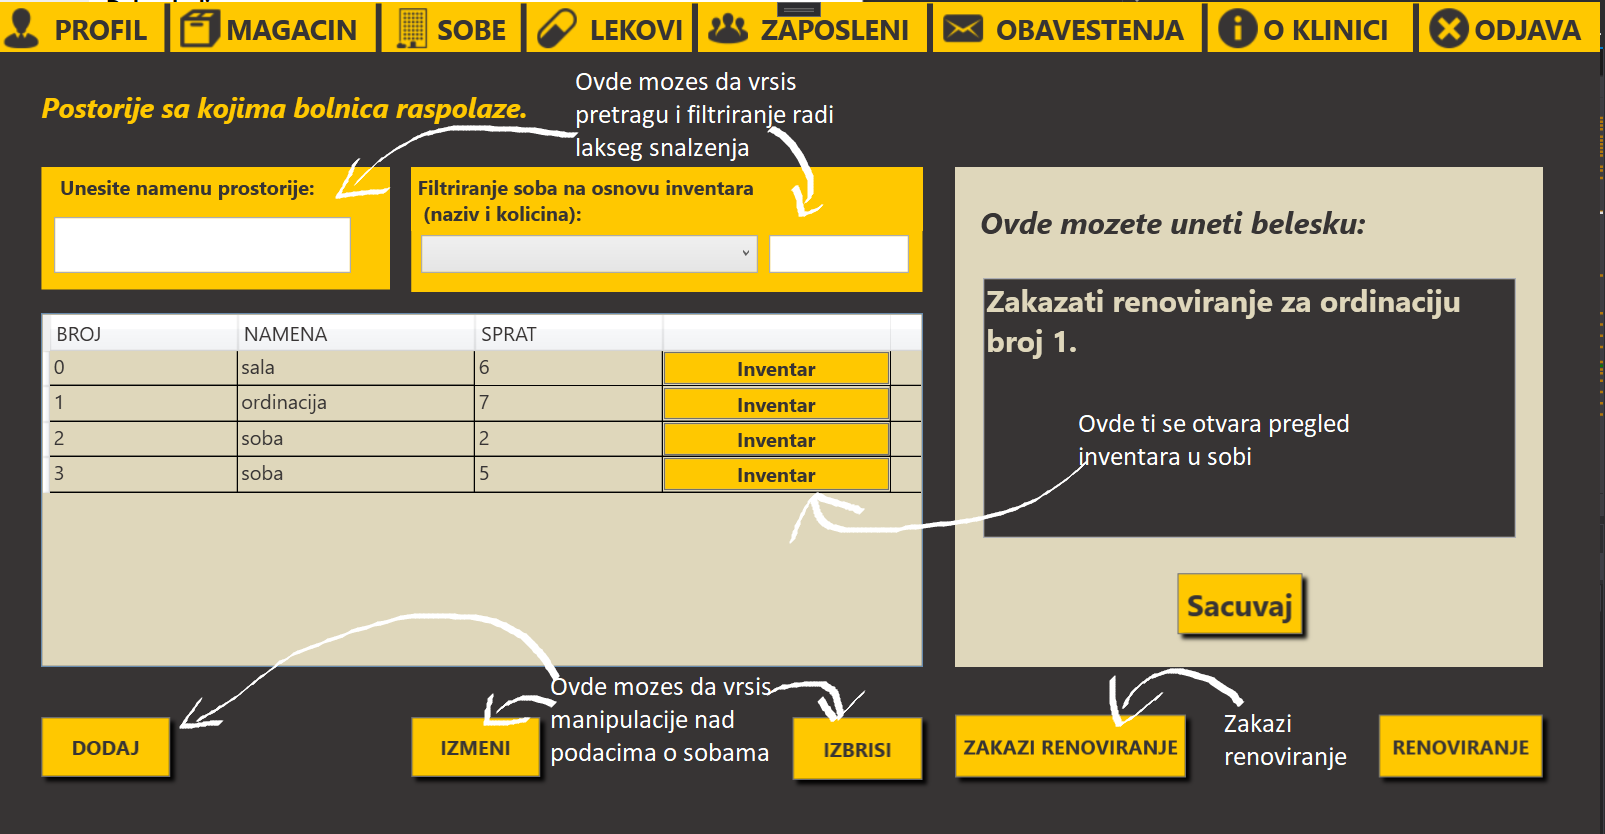 PROFIL
MAGACIN
SOBE
LEKOVI
ZAPOSLENI
OBAVESTENJA
O KLINICI
ODJAVA
Postorije sa kojima bolnica raspolaze.
Ovde mozes da vrsis
pretragu i filtriranje radi
lakseg snalzenja
Unesite namenu prostorije:
Filtriranje soba na osnovu inventara
(naziv i kolicina):
BROJ NAMENA SPRAT
0 sala 6 Inventar
1 ordinacija 7 Inventar
2 soba 2 Inventar
3 soba 5 Inventar
Ovde mozete uneti belesku:
Zakazati renoviranje za ordinaciju
broj 1.
Ovde ti se otvara pregled
inventara u sobi
Sacuvaj
Ovde mozes da vrsis
manipulacije nad
podacima o sobama
DODAJ
IZMENI
IZBRISI
ZAKAZI RENOVIRANJE
Zakazi
renoviranje
RENOVIRANJE